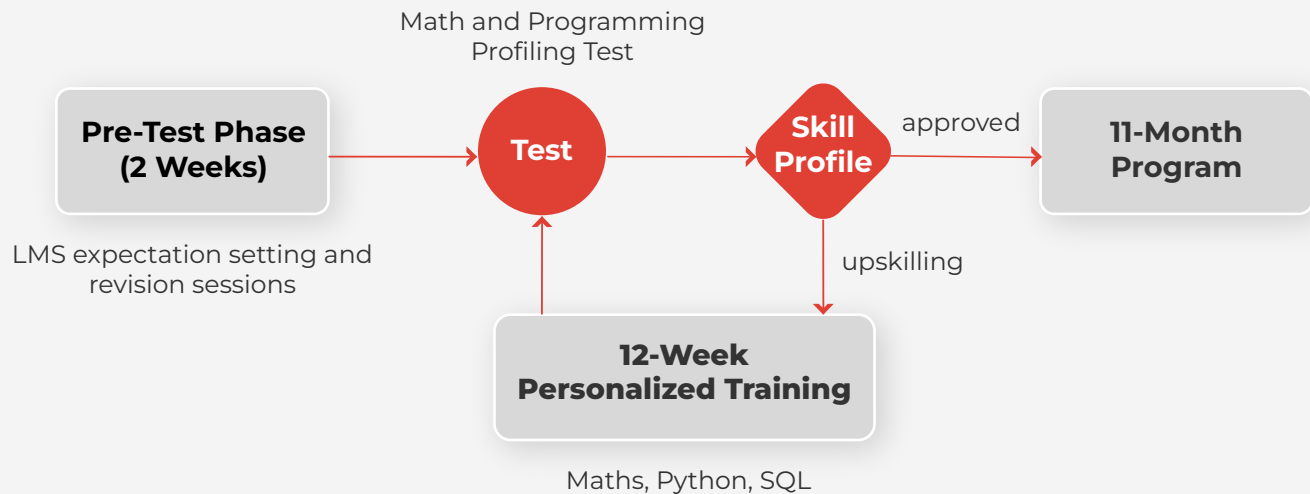 Math and Programming
Profiling Test
Pre-Test Phase
(2 Weeks)
Test
Skill
Profile
approved
11-Month
Program
LMS expectation setting and
revision sessions
upskilling
12-Week
Personalized Training
Maths, Python, SQL